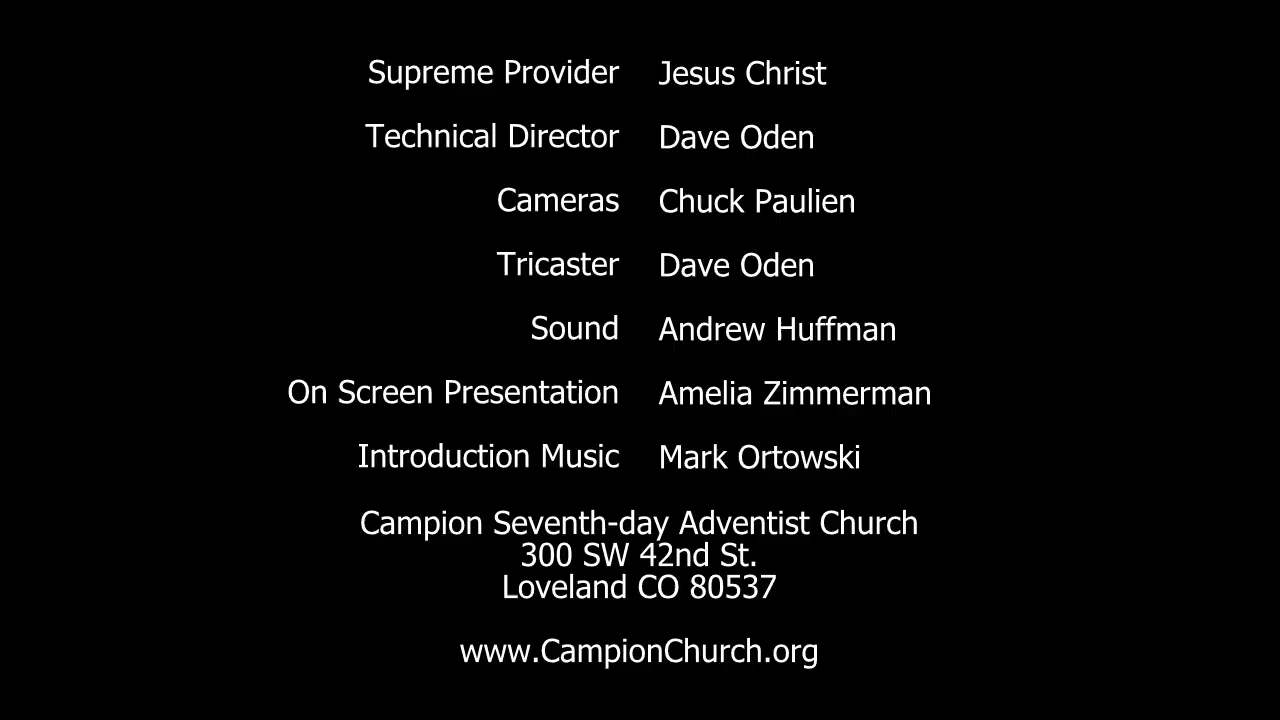 Supreme Provider Jesus Christ
Technical Director Dave Oden
Cameras Chuck Paulien
Tricaster Dave Oden
Sound Andrew Huffman
On Screen Presentation Amelia Zimmerman
Introduction Music Mark Ortowski
Campion Seventh-day Adventist Church
300 SW 42nd St.
Loveland CO 80537
www.CampionChurch.org